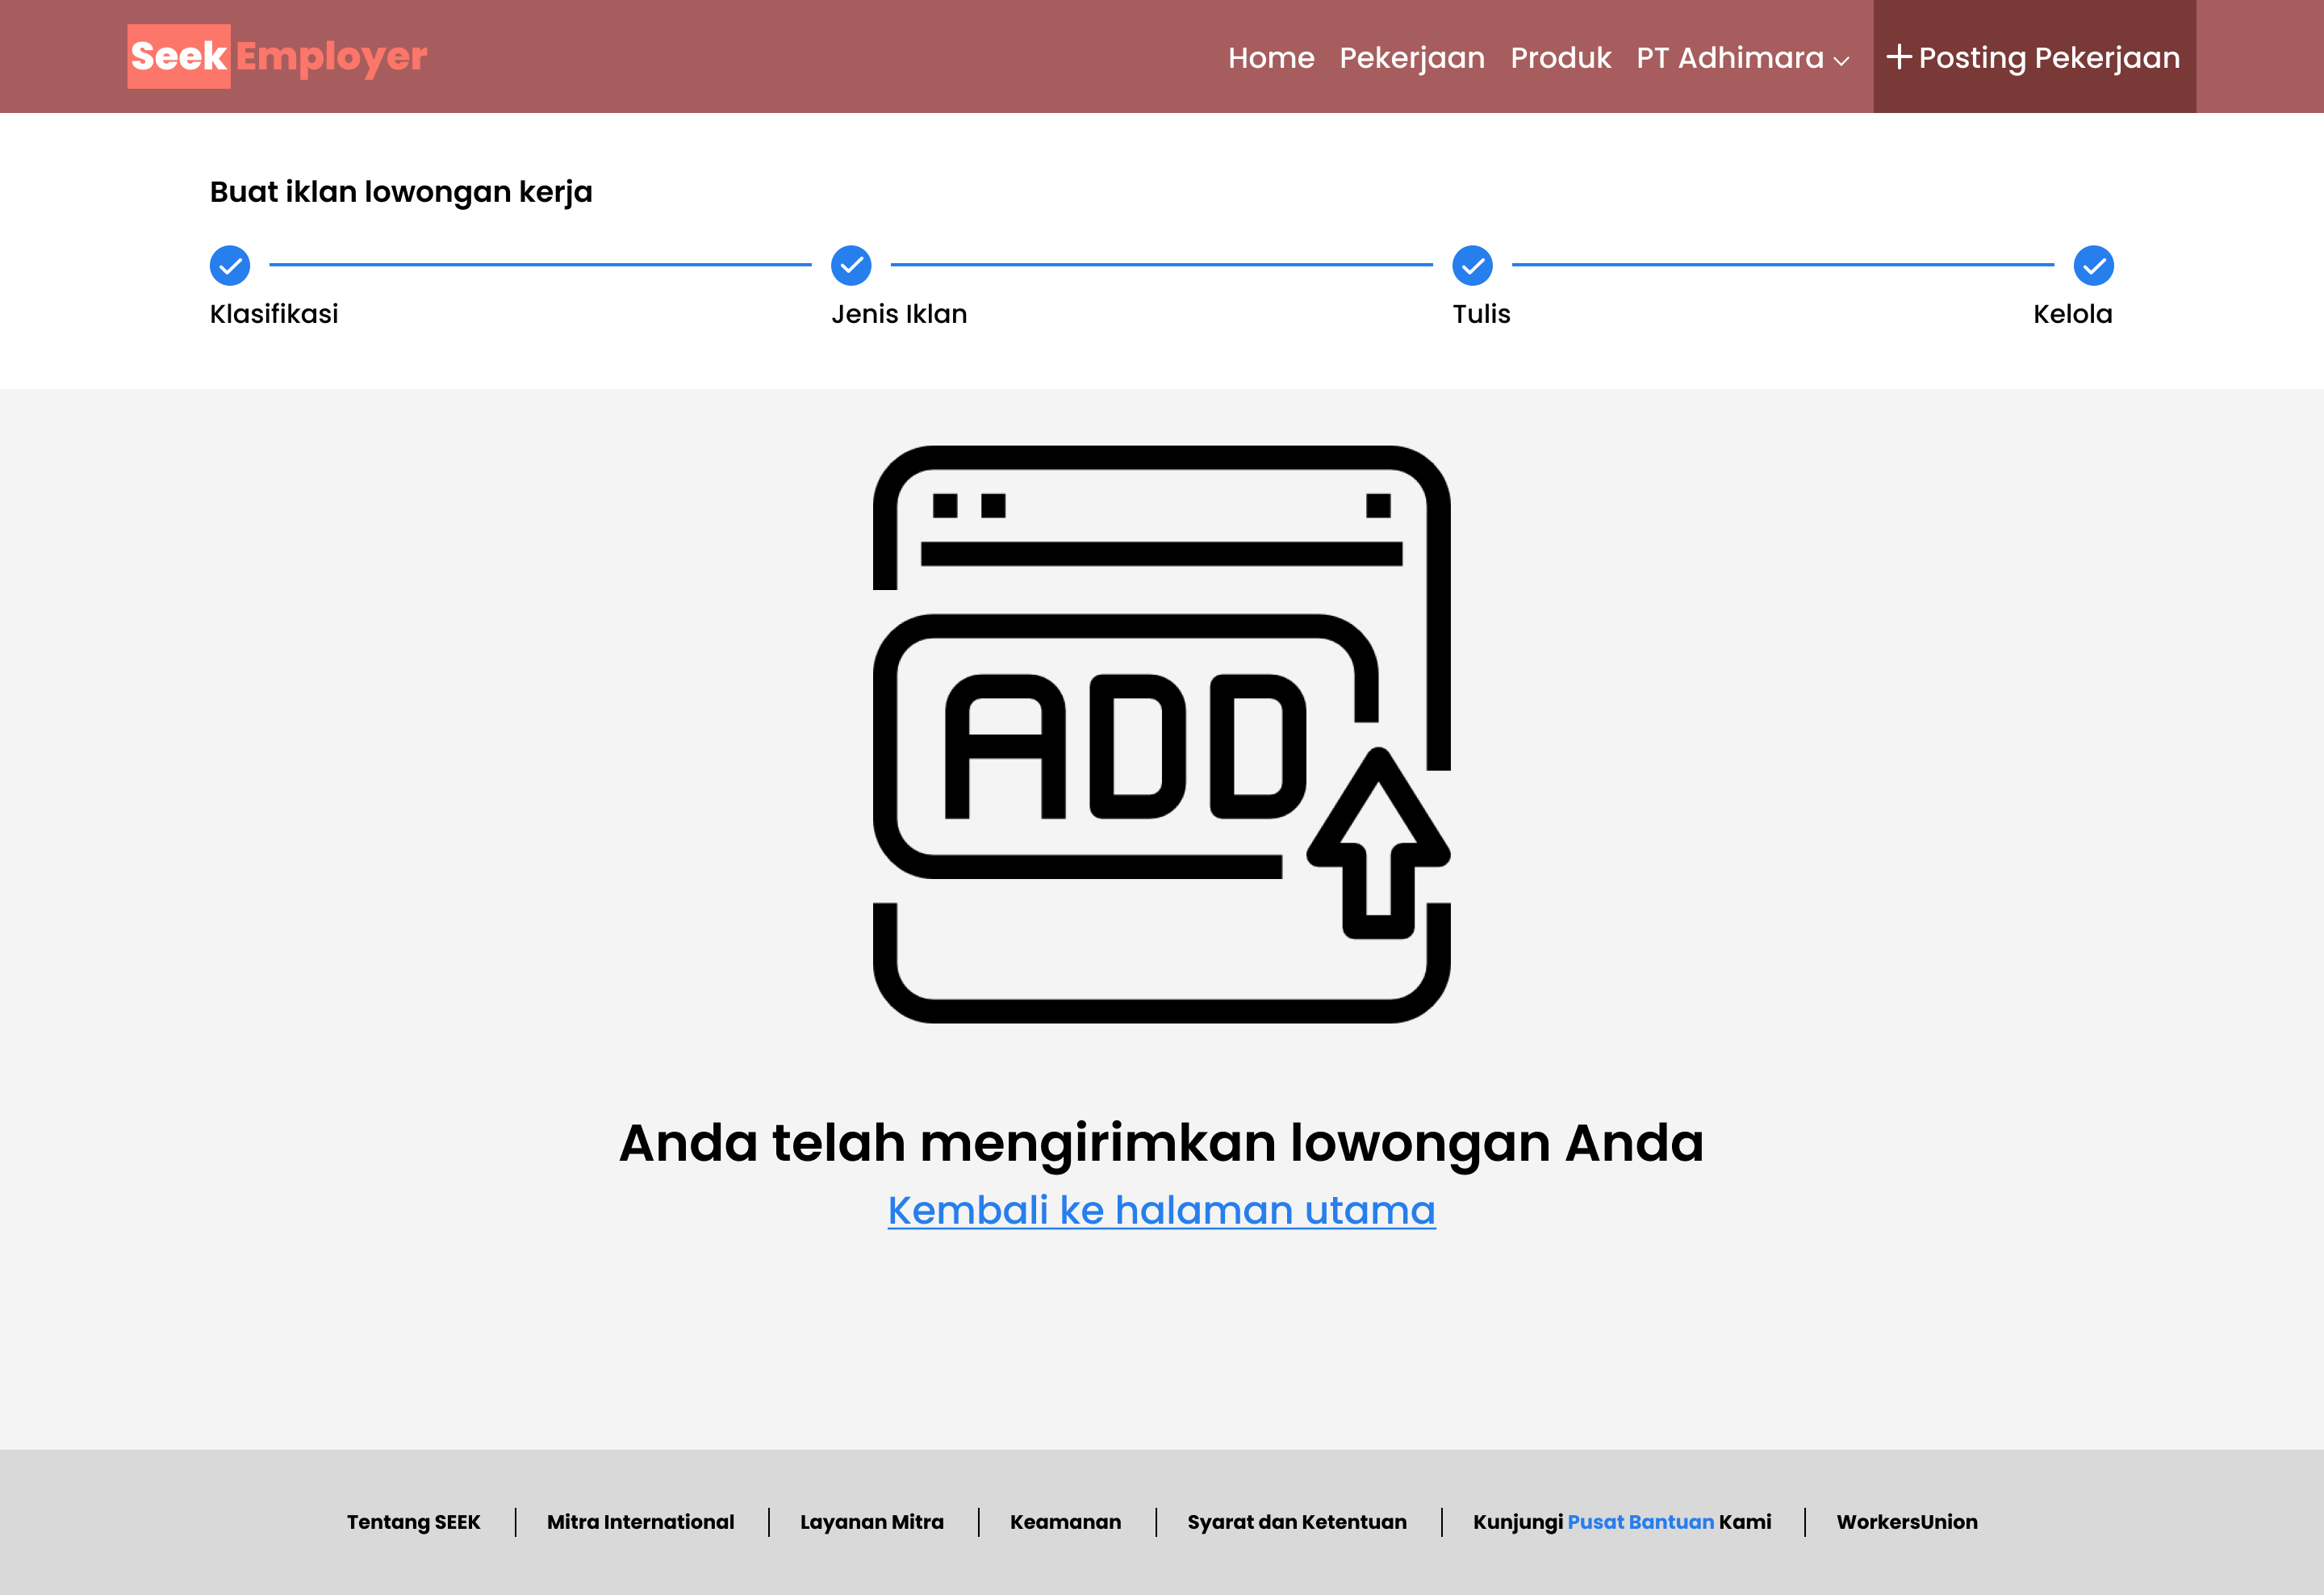 Seek Employer
Home Pekerjaan Produk PT Adhimara + Posting Pekerjaan
Buat iklan lowongan kerja
Klasifikasi Jenis Iklan Tulis Kelola
ADD
Anda telah mengirimkan lowongan Anda
Kembali ke halaman utama
Tentang SEEK | Mitra International | Layanan Mitra | Keamanan | Syarat dan Ketentuan | Kunjungi Pusat Bantuan Kami | WorkersUnion